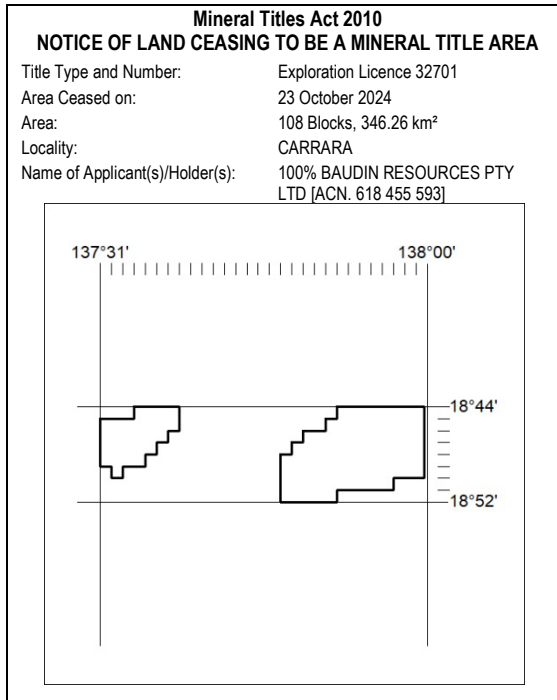 Mineral Titles Act 2010
NOTICE OF LAND CEASING TO BE A MINERAL TITLE AREA
Title Type and Number: Exploration Licence 32701
Area Ceased on: 23 October 2024
Area: 108 Blocks, 346.26 km²
Locality: CARRARA
Name of Applicant(s)/Holder(s): 100% BAUDIN RESOURCES PTY
LTD [ACN. 618 455 593]
137°31' 138°00'
18°44'
18°52'